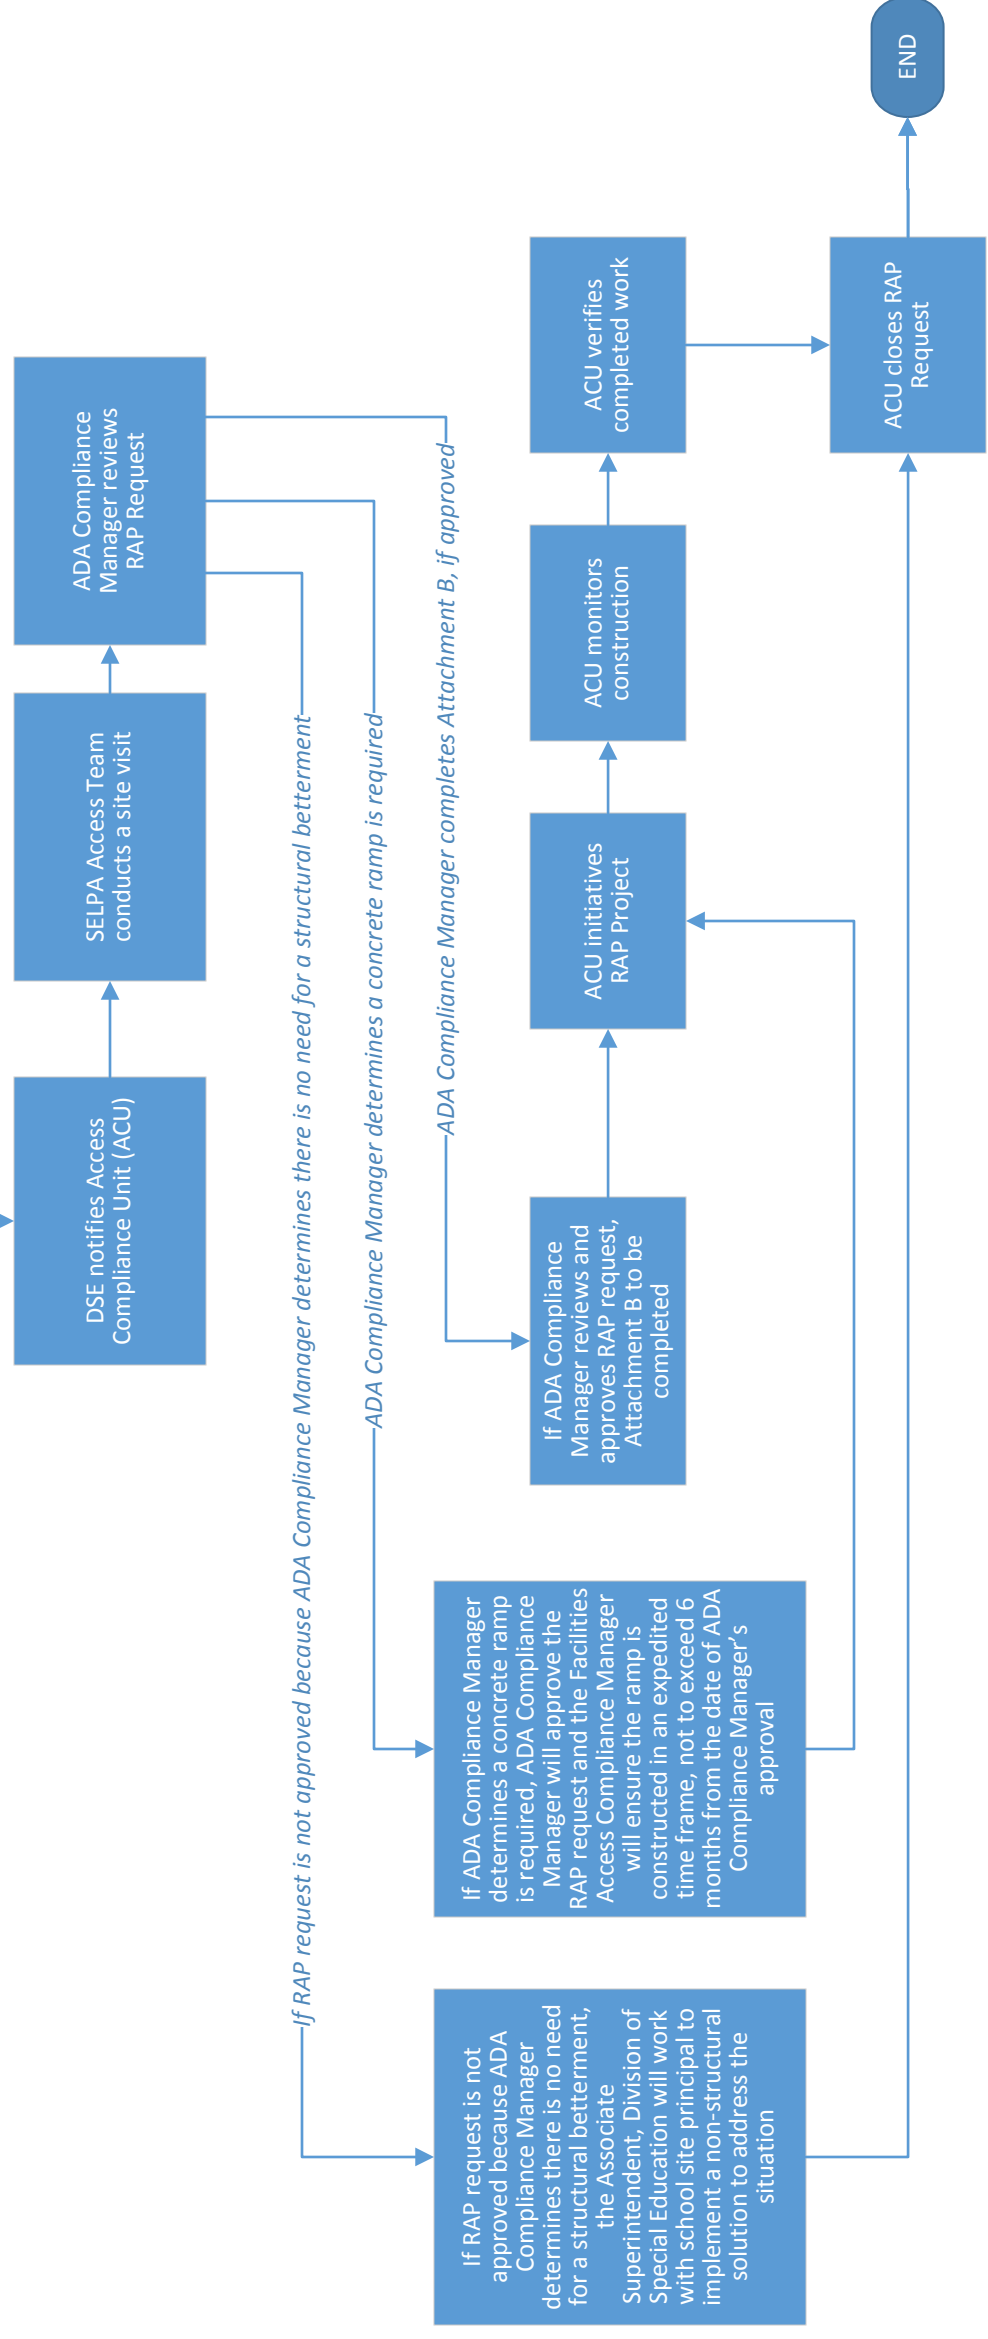 DSE notifies Access
Compliance Unit (ACU)
SELPA Access Team
conducts a site visit
ADA Compliance
Manager reviews
RAP Request
If RAP request is not approved because ADA Compliance Manager determines there is no need for a structural betterment
ADA Compliance Manager determines a concrete ramp is required
ADA Compliance Manager completes Attachment B, if approved
If RAP request is not
approved because ADA
Compliance Manager
determines there is no need
for a structural betterment,
the Associate
Superintendent, Division of
Special Education will work
with school site principal to
implement a non-structural
solution to address the
situation
If ADA Compliance Manager
determines a concrete ramp
is required, ADA Compliance
Manager will approve the
RAP request and the Facilities
Access Compliance Manager
will ensure the ramp is
constructed in an expedited
time frame, not to exceed 6
months from the date of ADA
Compliance Manager’s
approval
If ADA Compliance
Manager reviews and
approves RAP request,
Attachment B to be
completed
ACU initiatives
RAP Project
ACU monitors
construction
ACU verifies
completed work
ACU closes RAP
Request
END